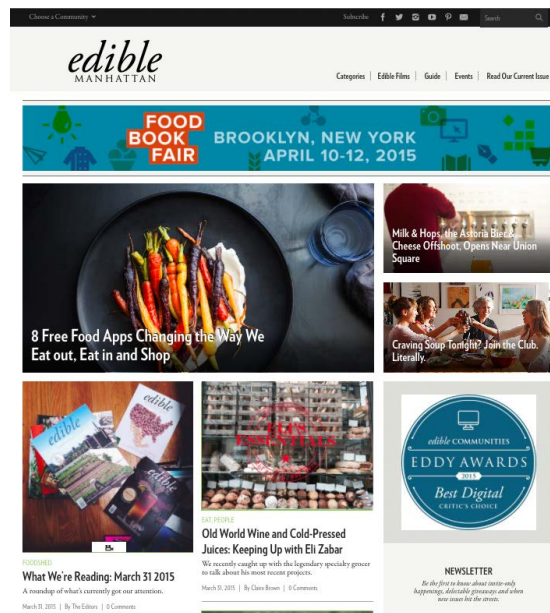 Choose a Community
Subscribe
Search
edible
MANHATTAN
Categories | Edible Films | Guide | Events | Read Our Current Issue
FOOD
BOOK
FAIR
BROOKLYN, NEW YORK
APRIL 10-12, 2015
8 Free Food Apps Changing the Way We
Eat out, Eat in and Shop
Milk & Hops, the Astoria Bier &
Cheese Offshoot, Opens Near Union
Square
Craving Soup Tonight? Join the Club.
Literally.
edible
edible
edible
FOODSHED
What We're Reading: March 31 2015
A roundup of what's currently got our attention.
March 31, 2015 | By The Editors | 0 Comments
ELI'S
ESSENTIALS
EAT, PEOPLE
Old World Wine and Cold-Pressed
Juices: Keeping Up with Eli Zabar
We recently caught up with the legendary specialty grocer
to talk about his most recent projects.
March 31, 2015 | By Claire Brown | 0 Comments
edible COMMUNITIES
EDDY AWARDS
2015
Best Digital
CRITIC'S CHOICE
NEWSLETTER
Be the first to know about invite-only
happenings, delectable giveaways and when
new issues hit the streets.